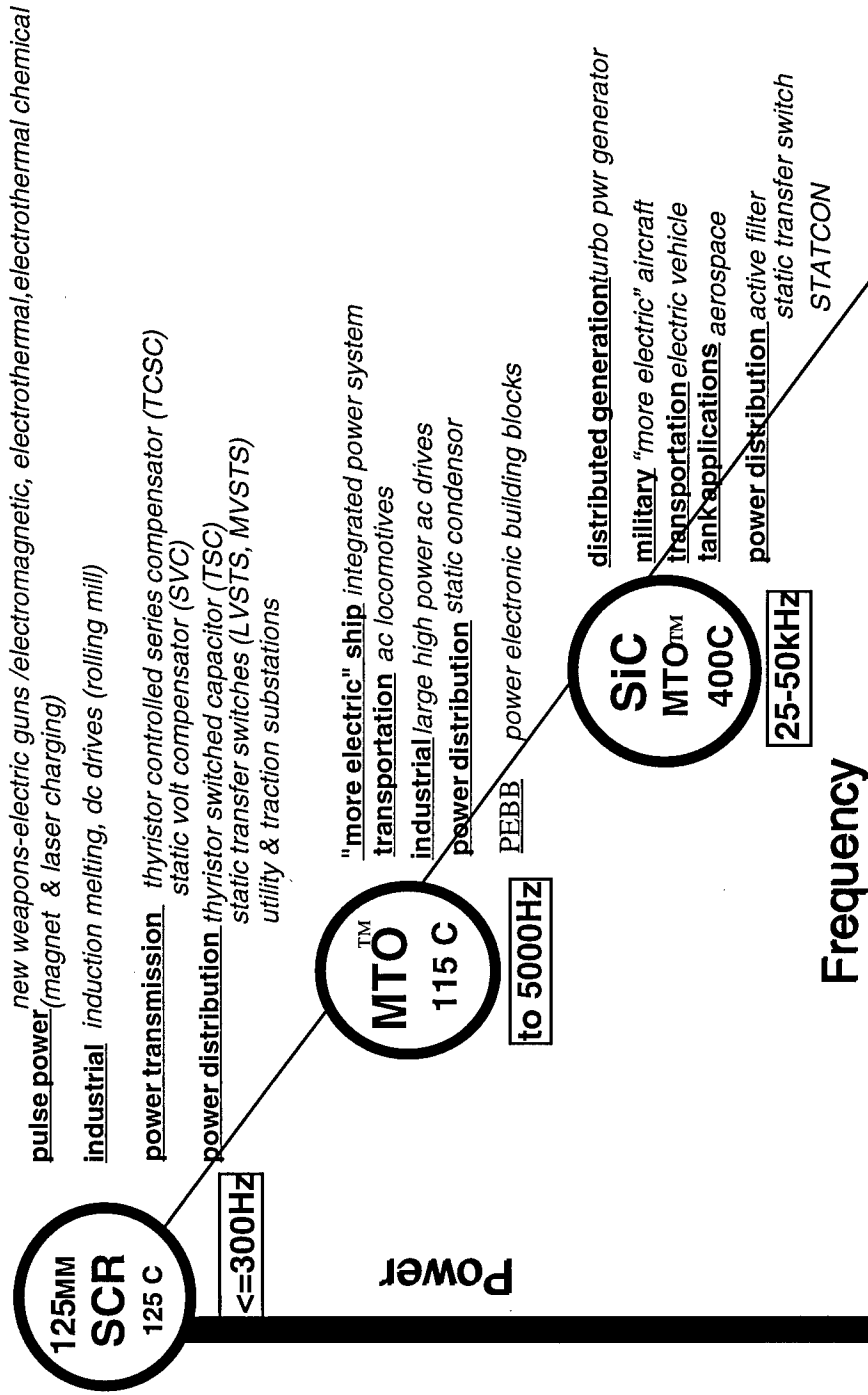 125MM
SCR
125 C
<=300Hz
Power
new weapons-electric guns /electromagnetic, electrothermal,electrothermal chemical
pulse power (magnet & laser charging)
industrial induction melting, dc drives (rolling mill)
power transmission thyristor controlled series compensator (TCSC)
static volt compensator (SVC)
power distribution thyristor switched capacitor (TSC)
static transfer switches (LVSTS, MVSTS)
utility & traction substations
MTO™
115 C
to 5000Hz
"more electric" ship integrated power system
transportation ac locomotives
industrial large high power ac drives
power distribution static condensor
PEBB power electronic building blocks
SiC
MTO™
400C
25-50kHz
distributed generation turbo pwr generator
military "more electric" aircraft
transportation electric vehicle
tank applications aerospace
power distribution active filter
static transfer switch
STATCON
Frequency